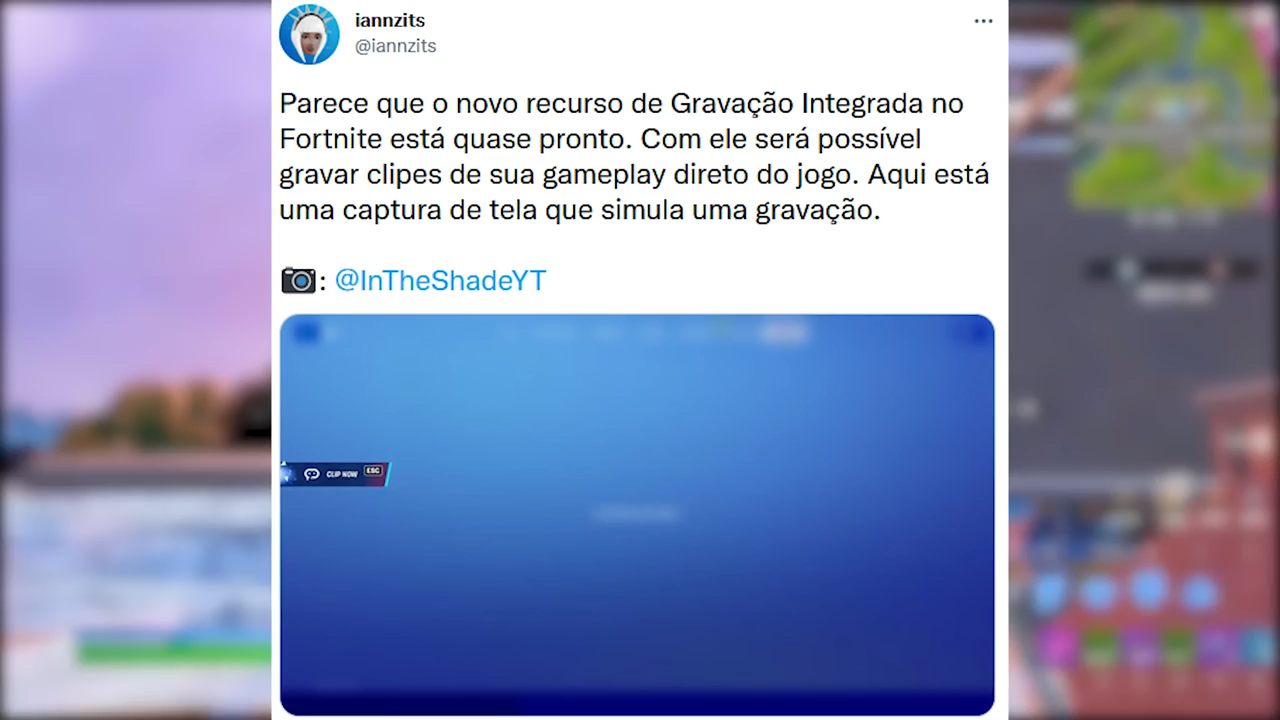 iannzits
@iannzits
Parece que o novo recurso de Gravação Integrada no
Fortnite está quase pronto. Com ele será possível
gravar clipes de sua gameplay direto do jogo. Aqui está
uma captura de tela que simula uma gravação.
📷: @InTheShadeYT
CLIP NOW ESC